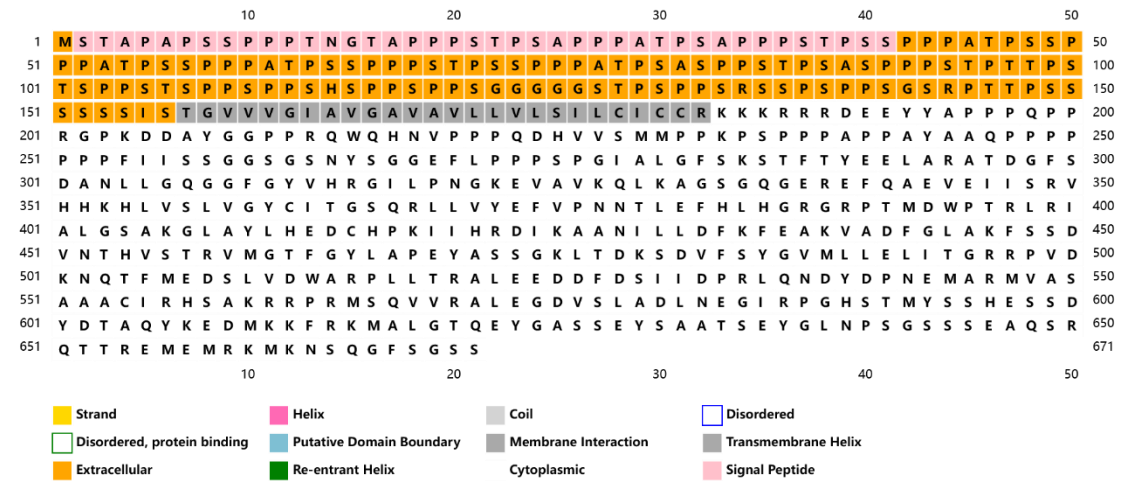 10 20 30 40 50
1 M S T A P A P S S P P P T N G T A P P P S T P S A P P P A T P S A P P P S T P S S P P P A T P S S P 50
51 P P A T P S S P P P A T P S S P P P S T P S S P P P A T P S A S P P S T P S A S P P P S T P T T P S 100
101 T S P P S T S P P S P P S H S P P S P P S G G G G G S T P S P P S R S S P S P P S G S R P T T P S S 150
151 S S S S I S T G V V V G I A V G A V A V L L V L S I L C I C C R K K K R R R D E E Y Y A P P P Q P P 200
201 R G P K D D A Y G G P P R Q W Q H N V P P P Q D H V V S M M P P K P S P P P A P P A Y A A Q P P P P 250
251 P P P F I I S S G G S G S N Y S G G E F L P P P S P G I A L G F S K S T F T Y E E L A R A T D G F S 300
301 D A N L L G Q G G F G Y V H R G I L P N G K E V A V K Q L K A G S G Q G E R E F Q A E V E I I S R V 350
351 H H K H L V S L V G Y C I T G S Q R L L V Y E F V P N N T L E F H L H G R G R P T M D W P T R L R I 400
401 A L G S A K G L A Y L H E D C H P K I I H R D I K A A N I L L D F K F E A K V A D F G L A K F S S D 450
451 V N T H V S T R V M G T F G Y L A P E Y A S S G K L T D K S D V F S Y G V M L L E L I T G R R P V D 500
501 K N Q T F M E D S L V D W A R P L L T R A L E E D D F D S I I D P R L Q N D Y D P N E M A R M V A S 550
551 A A A C I R H S A K R R P R M S Q V V R A L E G D V S L A D L N E G I R P G H S T M Y S S H E S S D 600
601 Y D T A Q Y K E D M K K F R K M A L G T Q E Y G A S S E Y S A A T S E Y G L N P S G S S S E A Q S R 650
651 Q T T R E M E M R K M K N S Q G F S G S S 671
10 20 30 40 50
Strand Helix Coil Disordered
Disordered, protein binding Putative Domain Boundary Membrane Interaction Transmembrane Helix
Extracellular Re-entrant Helix Cytoplasmic Signal Peptide